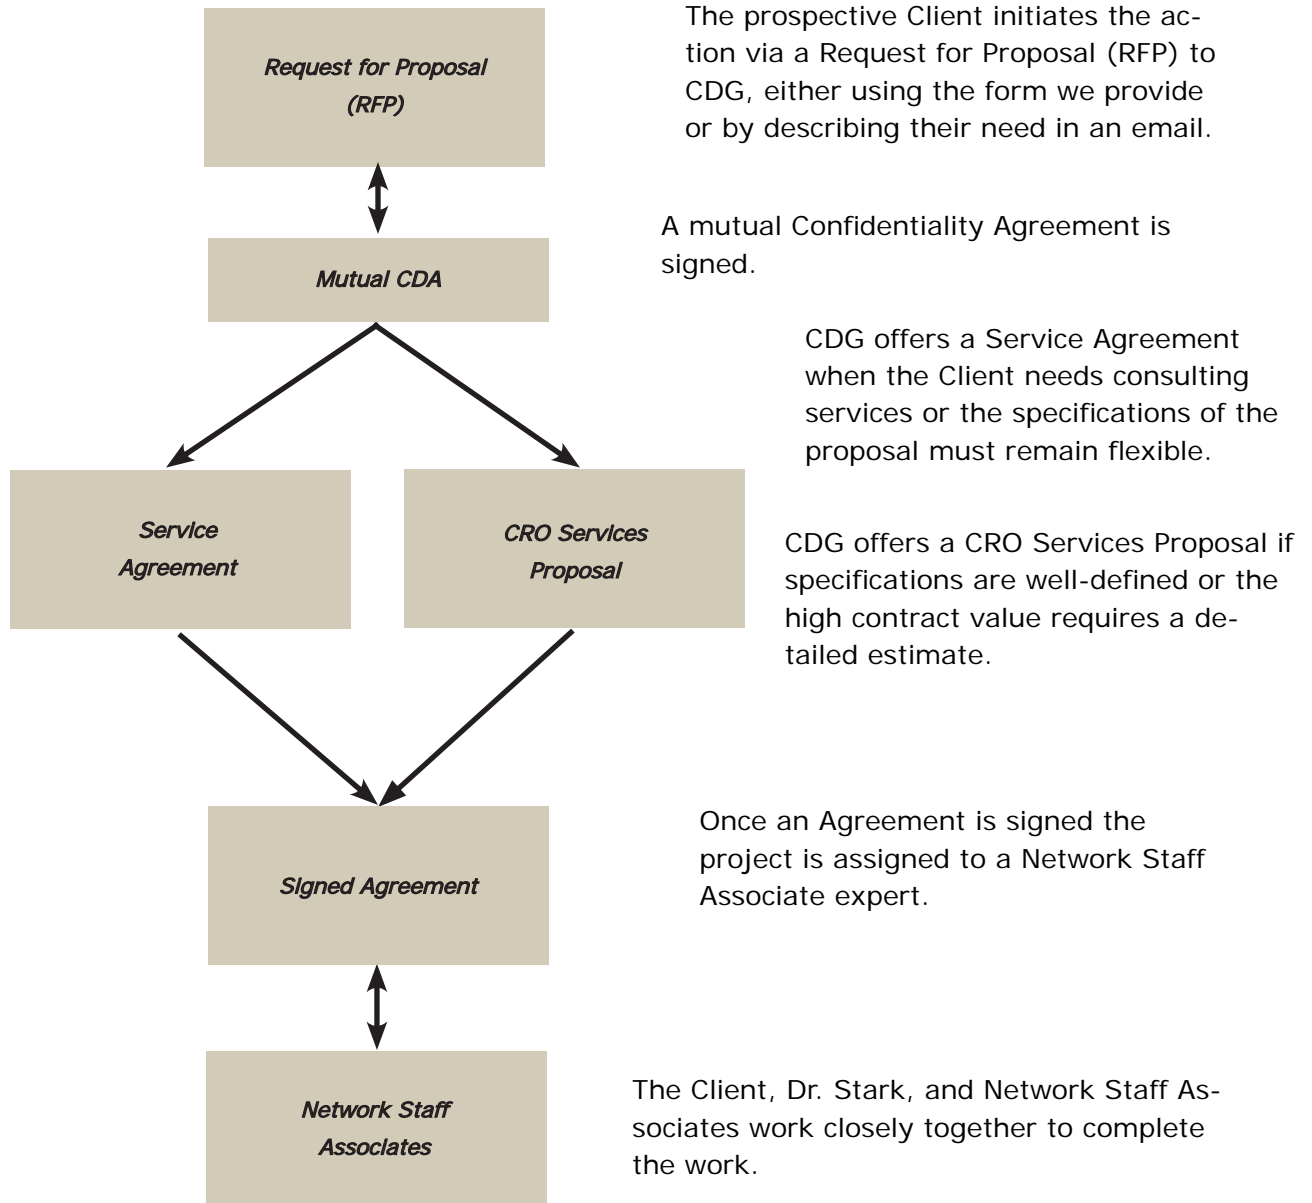 Request for Proposal
(RFP)
The prospective Client initiates the ac-
tion via a Request for Proposal (RFP) to
CDG, either using the form we provide
or by describing their need in an email.
Mutual CDA
A mutual Confidentiality Agreement is
signed.
CDG offers a Service Agreement
when the Client needs consulting
services or the specifications of the
proposal must remain flexible.
Service
Agreement
CRO Services
Proposal
CDG offers a CRO Services Proposal if
specifications are well-defined or the
high contract value requires a de-
tailed estimate.
Signed Agreement
Once an Agreement is signed the
project is assigned to a Network Staff
Associate expert.
Network Staff
Associates
The Client, Dr. Stark, and Network Staff As-
sociates work closely together to complete
the work.